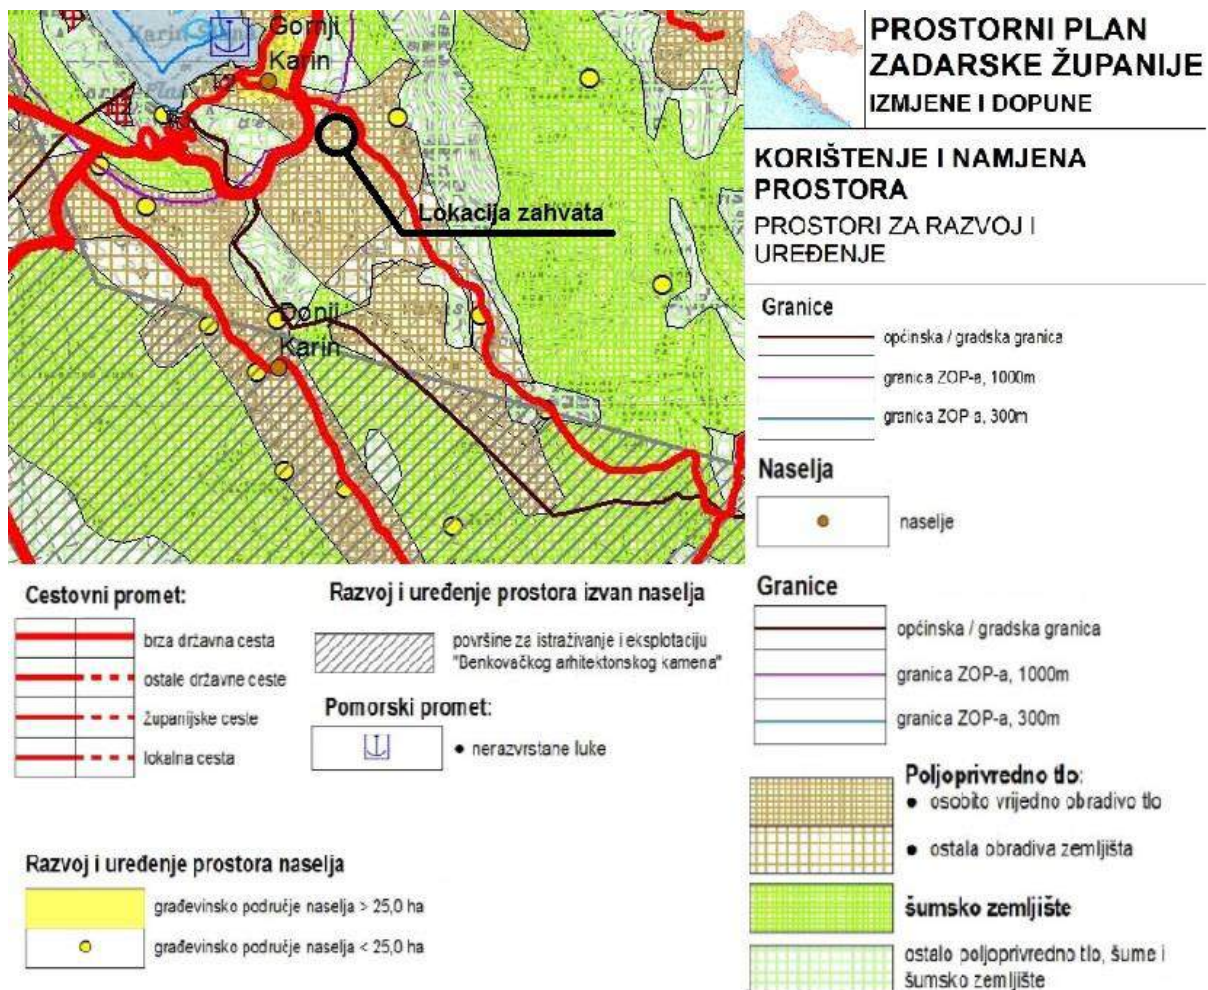 Gornji
Karin
Lokacija zahvata
Donji
Karin
PROSTORNI PLAN
ZADARSKE ŽUPANIJE
IZMJENE I DOPUNE
KORIŠTENJE I NAMJENA
PROSTORA
PROSTORI ZA RAZVOJ I
UREĐENJE
Granice
općinska / gradska granica
granica ZOP-a, 1000m
granica ZOP-a, 300m
Naselja
naselje
Cestovni promet:
brza državna cesta
ostale državne ceste
županijske ceste
lokalna cesta
Razvoj i uređenje prostora izvan naselja
površine za istraživanje i eksplotaciju
"Benkovačkog arhitektonskog kamena"
Pomorski promet:
• nerazvrstane luke
Razvoj i uređenje prostora naselja
građevinsko područje naselja > 25,0 ha
građevinsko područje naselja < 25,0 ha
Granice
općinska / gradska granica
granica ZOP-a, 1000m
granica ZOP-a, 300m
Poljoprivredno tlo:
• osobito vrijedno obradivo tlo
• ostala obradiva zemljišta
šumsko zemljište
ostalo poljoprivredno tlo, šume i
šumsko zemljište